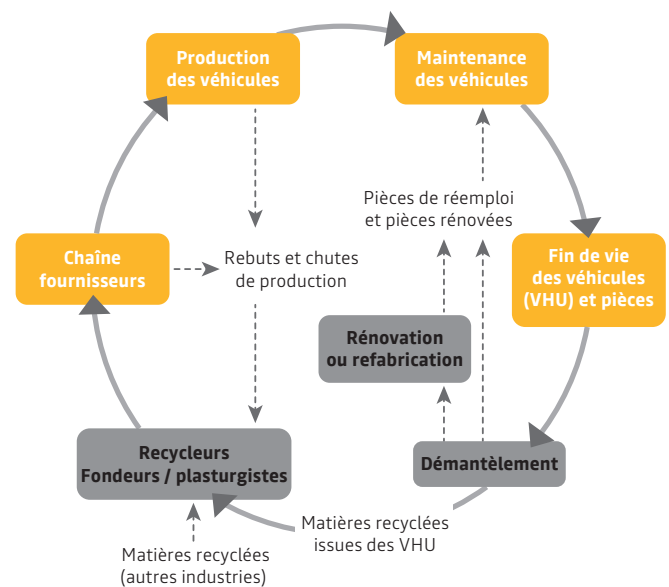 Production
des véhicules
Maintenance
des véhicules
Pièces de réemploi
et pièces rénovées
Chaîne
fournisseurs
Rebuts et chutes
de production
Fin de vie
des véhicules
(VHU) et pièces
Rénovation
ou refabrication
Recycleurs
Fondeurs / plasturgistes
Démantèlement
Matières recyclées
issues des VHU
Matières recyclées
(autres industries)